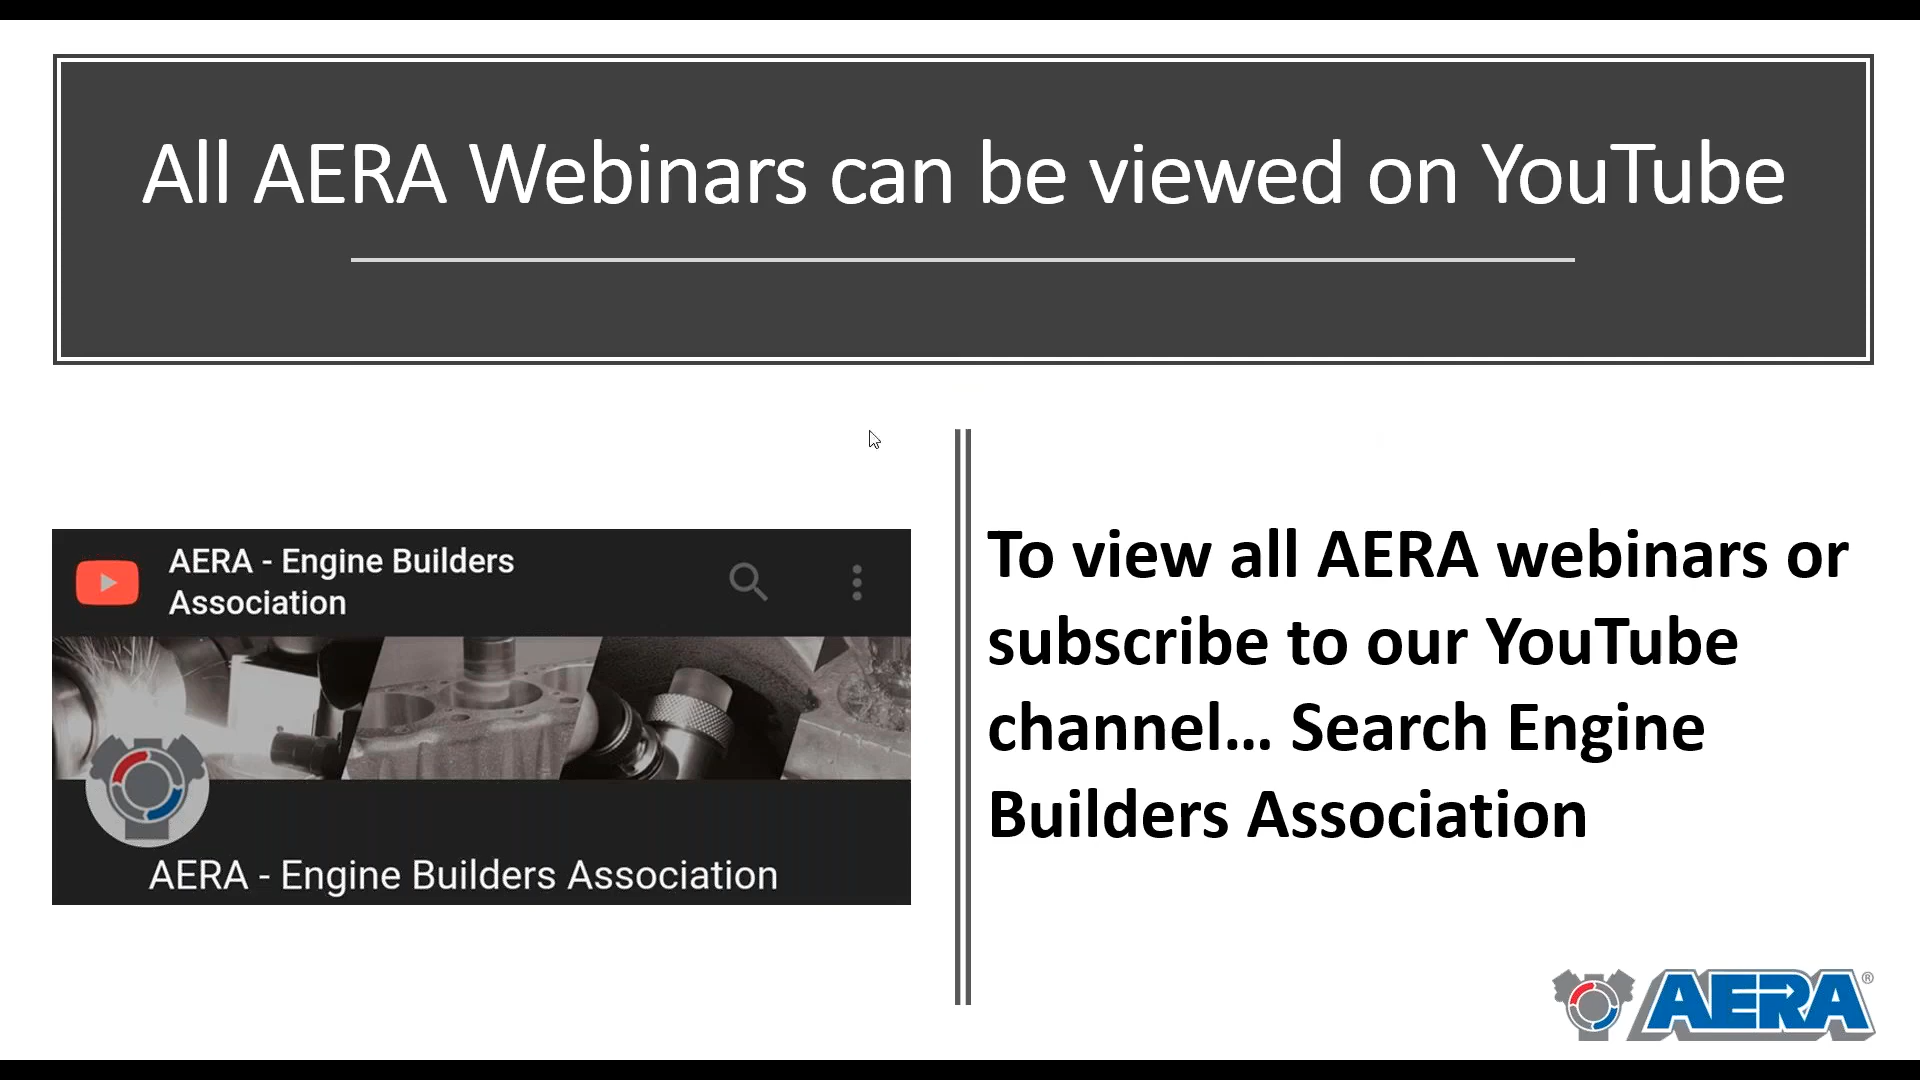 All AERA Webinars can be viewed on YouTube
AERA - Engine Builders
Association
AERA - Engine Builders Association
To view all AERA webinars or
subscribe to our YouTube
channel... Search Engine
Builders Association
AERA®